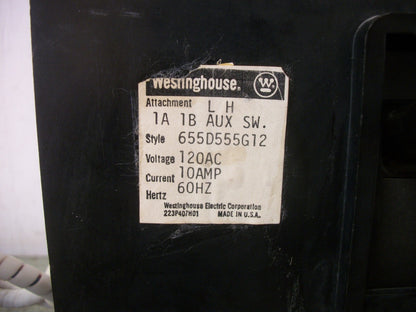 Westinghouse.
Attachment L H
1A 1B AUX SW.
Style 655D555G12
Voltage 120AC
Current 10AMP
Hertz 60HZ
Westinghouse Electric Corporation
223P407H01 MADE IN U.S.A.